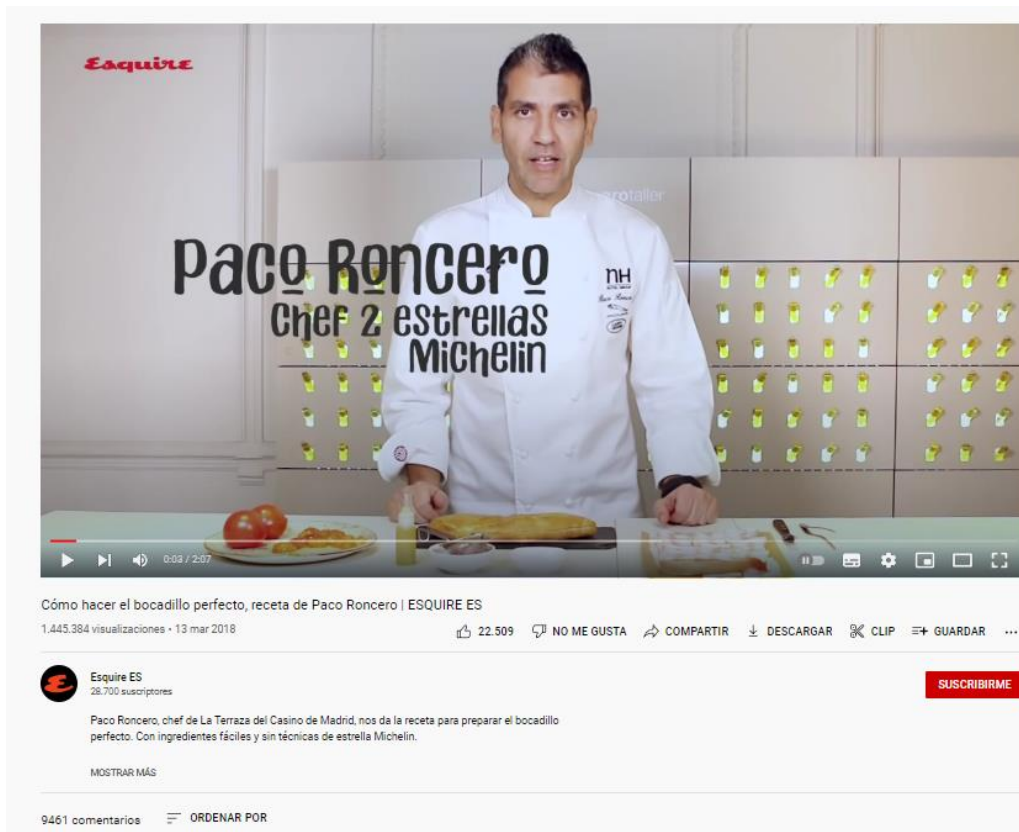 Esquire
rotaller
Paco Roncero
Chef 2 estrellas
Michelin
nH
Paco Roncero
0:03 / 2:07
Cómo hacer el bocadillo perfecto, receta de Paco Roncero | ESQUIRE ES
1.445.384 visualizaciones • 13 mar 2018
22.509 NO ME GUSTA COMPARTIR DESCARGAR CLIP GUARDAR ...
E
Esquire ES
28.700 suscriptores
SUSCRIBIRME
Paco Roncero, chef de La Terraza del Casino de Madrid, nos da la receta para preparar el bocadillo
perfecto. Con ingredientes fáciles y sin técnicas de estrella Michelin.
MOSTRAR MÁS
9461 comentarios ORDENAR POR